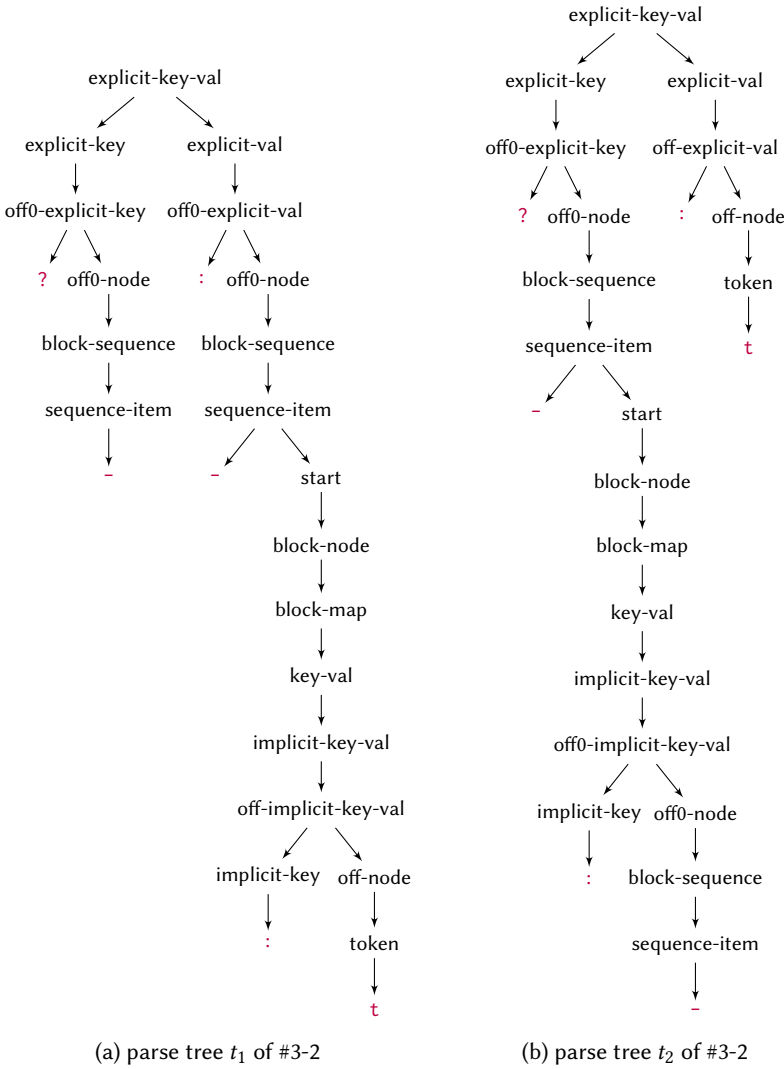 explicit-key-val
explicit-key explicit-val
off0-explicit-key off0-explicit-val
? off0-node : off0-node
block-sequence block-sequence
sequence-item sequence-item
– – start
block-node
block-map
key-val
implicit-key-val
off-implicit-key-val
implicit-key off-node
: token
t
(a) parse tree t1 of #3-2
explicit-key-val
explicit-key explicit-val
off0-explicit-key off-explicit-val
? off0-node : off-node
block-sequence token
sequence-item t
– start
block-node
block-map
key-val
implicit-key-val
off0-implicit-key-val
implicit-key off0-node
: block-sequence
sequence-item
–
(b) parse tree t2 of #3-2